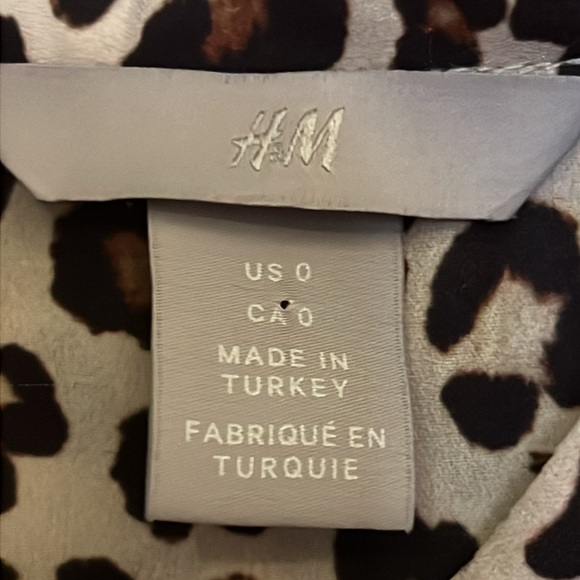 H&M
US 0
CA 0
MADE IN
TURKEY
FABRIQUÉ EN
TURQUIE